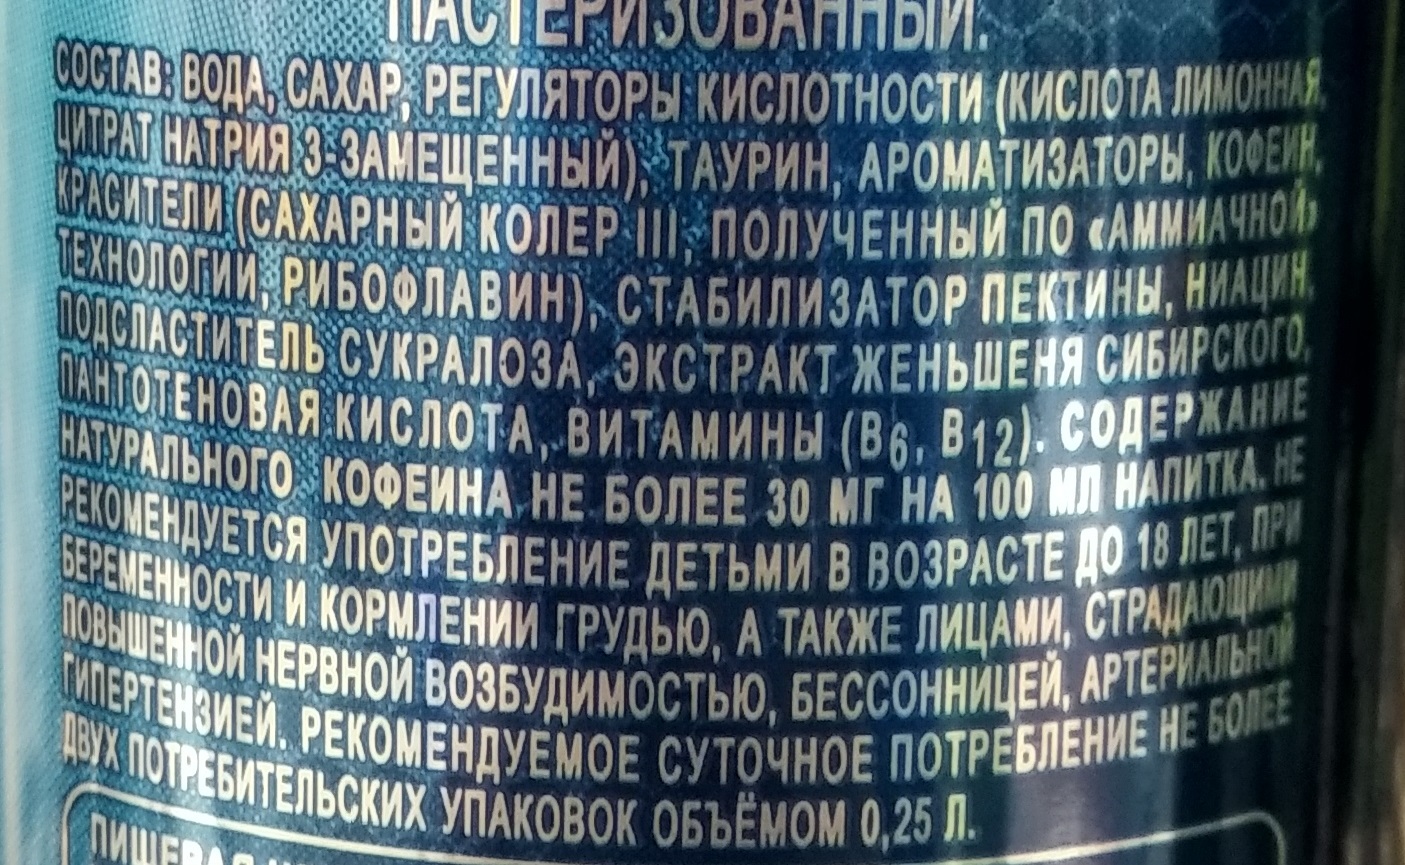 ПАСТЕРИЗОВАННЫЙ.
СОСТАВ: ВОДА, САХАР, РЕГУЛЯТОРЫ КИСЛОТНОСТИ (КИСЛОТА ЛИМОННАЯ,
ЦИТРАТ НАТРИЯ 3-ЗАМЕЩЕННЫЙ), ТАУРИН, АРОМАТИЗАТОРЫ, КОФЕИН,
КРАСИТЕЛИ (САХАРНЫЙ КОЛЕР III, ПОЛУЧЕННЫЙ ПО «АММИАЧНОЙ»
ТЕХНОЛОГИИ, РИБОФЛАВИН), СТАБИЛИЗАТОР ПЕКТИНЫ, НИАЦИН,
ПОДСЛАСТИТЕЛЬ СУКРАЛОЗА, ЭКСТРАКТ ЖЕНЬШЕНЯ СИБИРСКОГО,
ПАНТОТЕНОВАЯ КИСЛОТА, ВИТАМИНЫ (B6, B12). СОДЕРЖАНИЕ
НАТУРАЛЬНОГО КОФЕИНА НЕ БОЛЕЕ 30 МГ НА 100 МЛ НАПИТКА. НЕ
РЕКОМЕНДУЕТСЯ УПОТРЕБЛЕНИЕ ДЕТЬМИ В ВОЗРАСТЕ ДО 18 ЛЕТ, ПРИ
БЕРЕМЕННОСТИ И КОРМЛЕНИИ ГРУДЬЮ, А ТАКЖЕ ЛИЦАМИ, СТРАДАЮЩИМИ
ПОВЫШЕННОЙ НЕРВНОЙ ВОЗБУДИМОСТЬЮ, БЕССОННИЦЕЙ, АРТЕРИАЛЬНОЙ
ГИПЕРТЕНЗИЕЙ. РЕКОМЕНДУЕМОЕ СУТОЧНОЕ ПОТРЕБЛЕНИЕ НЕ БОЛЕЕ
ДВУХ ПОТРЕБИТЕЛЬСКИХ УПАКОВОК ОБЪЁМОМ 0,25 Л.
ПИЩЕВАЯ